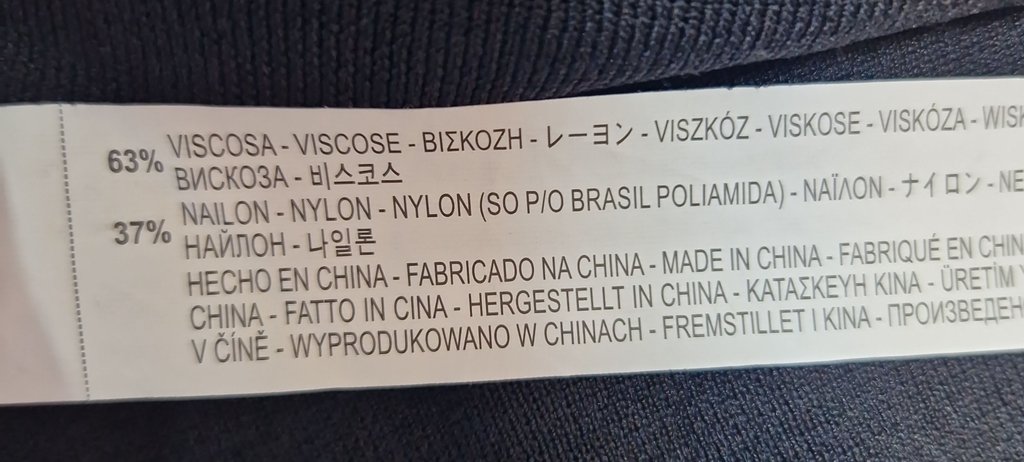 63% VISCOSA - VISCOSE - ΒΙΣΚΟΖΗ - レーヨン - VISZKÓZ - VISKOSE - VISKÓZA -
ВИСКОЗА - 비스코스
37% NAILON - NYLON - NYLON (SO P/O BRASIL POLIAMIDA) - ΝΑΪΛΟΝ - ナイロン -
НАЙЛОН - 나일론
HECHO EN CHINA - FABRICADO NA CHINA - MADE IN CHINA - FABRIQUÉ EN
CHINA - FATTO IN CINA - HERGESTELLT IN CHINA - ΚΑΤΑΣΚΕΥΗ ΚΙΝΑ - ÜRETİM
V ČÍNĚ - WYPRODUKOWANO W CHINACH - FREMSTILLET I KINA -